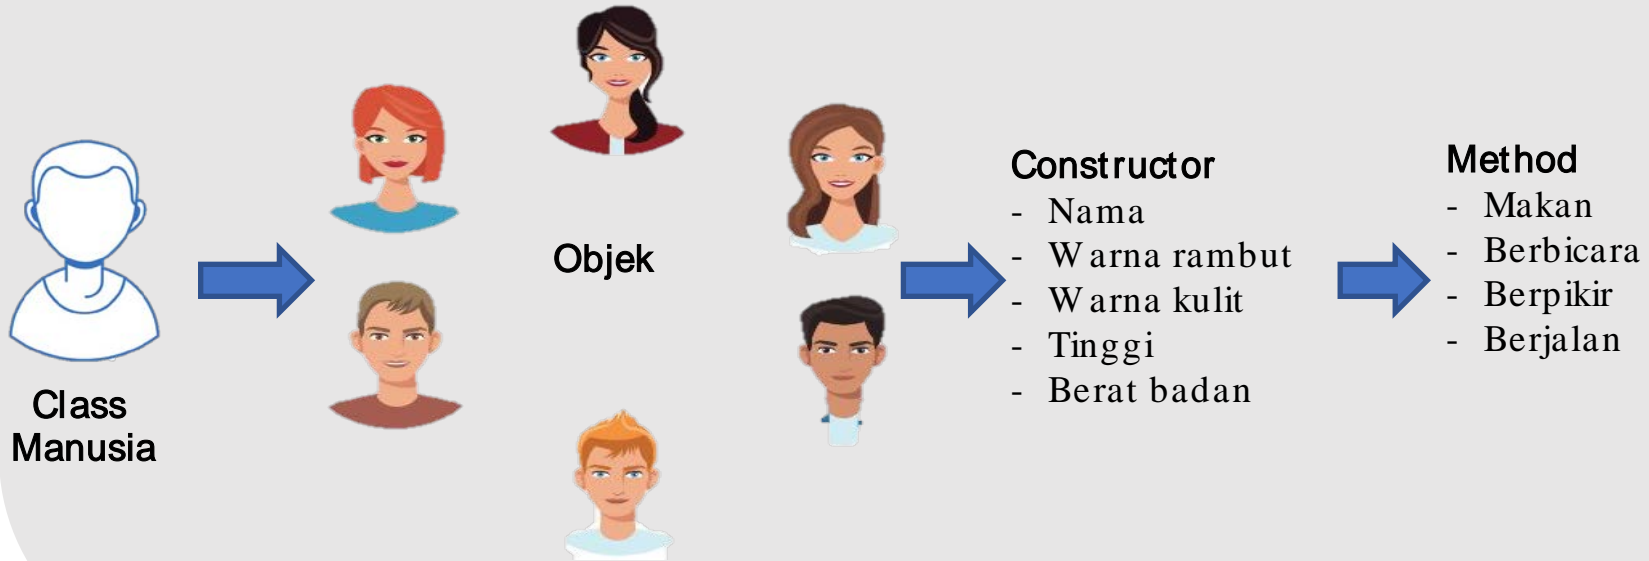 Class
Manusia
Objek
Constructor
- Nama
- Warna rambut
- Warna kulit
- Tinggi
- Berat badan
Method
- Makan
- Berbicara
- Berpikir
- Berjalan